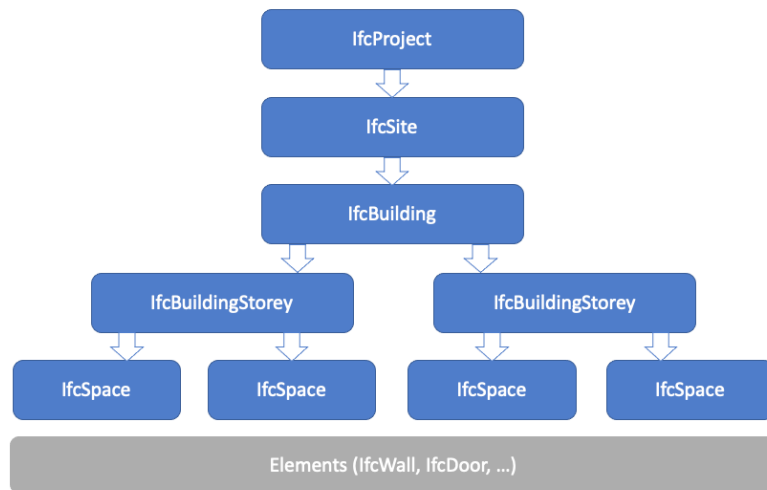 IfcProject
IfcSite
IfcBuilding
IfcBuildingStorey
IfcBuildingStorey
IfcSpace
IfcSpace
IfcSpace
IfcSpace
Elements (IfcWall, IfcDoor, ...)